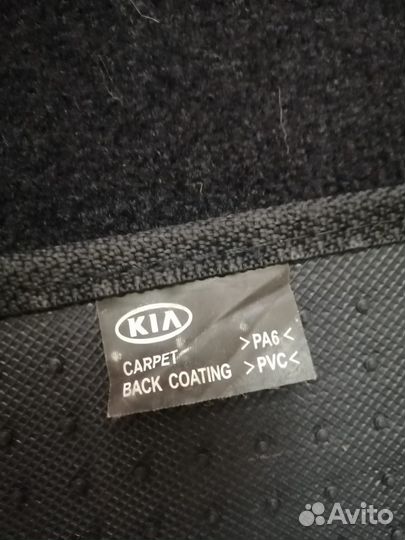 KIA
CARPET >PA6<
BACK COATING >PVC<
Avito